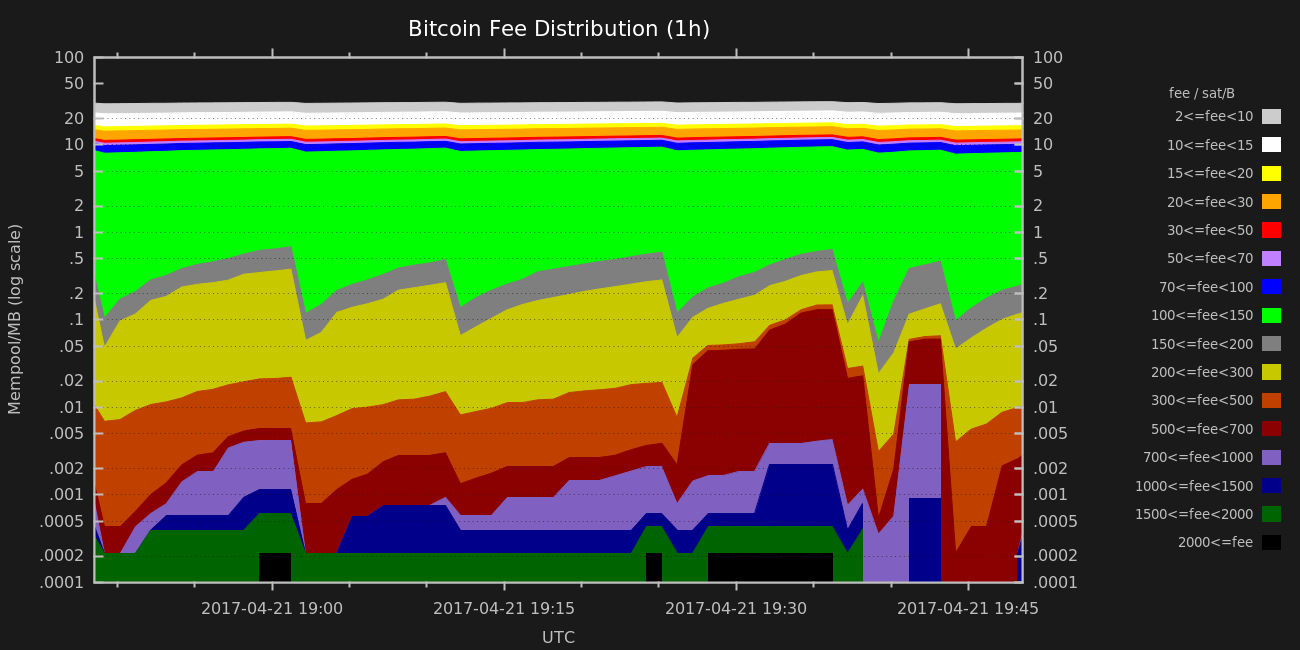 Bitcoin Fee Distribution (1h)
100
50
20
10
5
2
1
.5
.2
.1
.05
.02
.01
.005
.002
.001
.0005
.0002
.0001
Mempool/MB (log scale)
100
50
20
10
5
2
1
.5
.2
.1
.05
.02
.01
.005
.002
.001
.0005
.0002
.0001
2017-04-21 19:00
2017-04-21 19:15
2017-04-21 19:30
2017-04-21 19:45
UTC
fee / sat/B
2<=fee<10
10<=fee<15
15<=fee<20
20<=fee<30
30<=fee<50
50<=fee<70
70<=fee<100
100<=fee<150
150<=fee<200
200<=fee<300
300<=fee<500
500<=fee<700
700<=fee<1000
1000<=fee<1500
1500<=fee<2000
2000<=fee